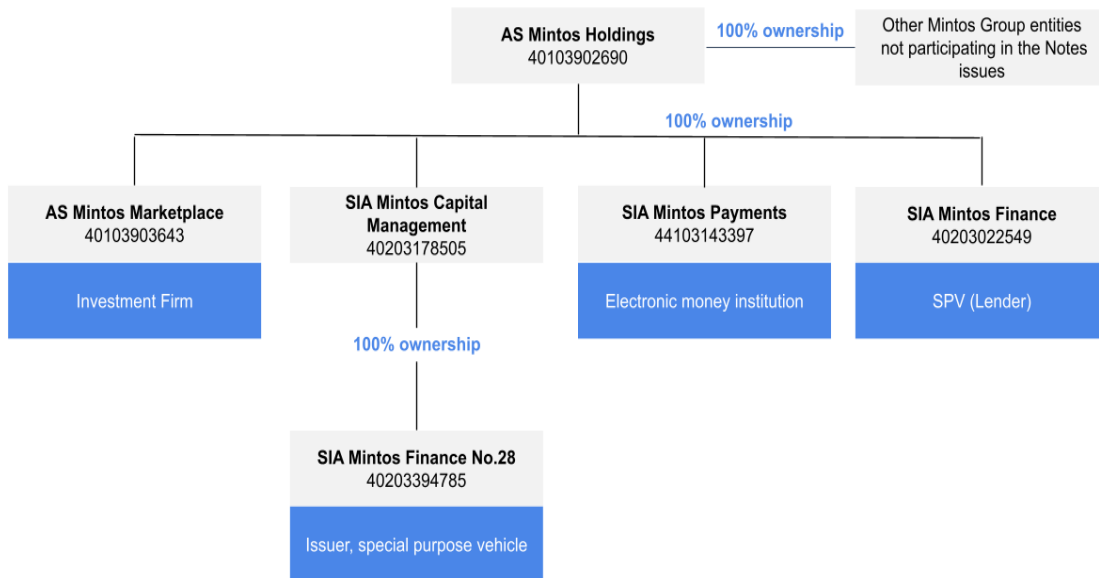 AS Mintos Holdings
40103902690
100% ownership
Other Mintos Group entities
not participating in the Notes
issues
100% ownership
AS Mintos Marketplace
40103903643
Investment Firm
SIA Mintos Capital
Management
40203178505
SIA Mintos Payments
44103143397
Electronic money institution
SIA Mintos Finance
40203022549
SPV (Lender)
100% ownership
SIA Mintos Finance No.28
40203394785
Issuer, special purpose vehicle